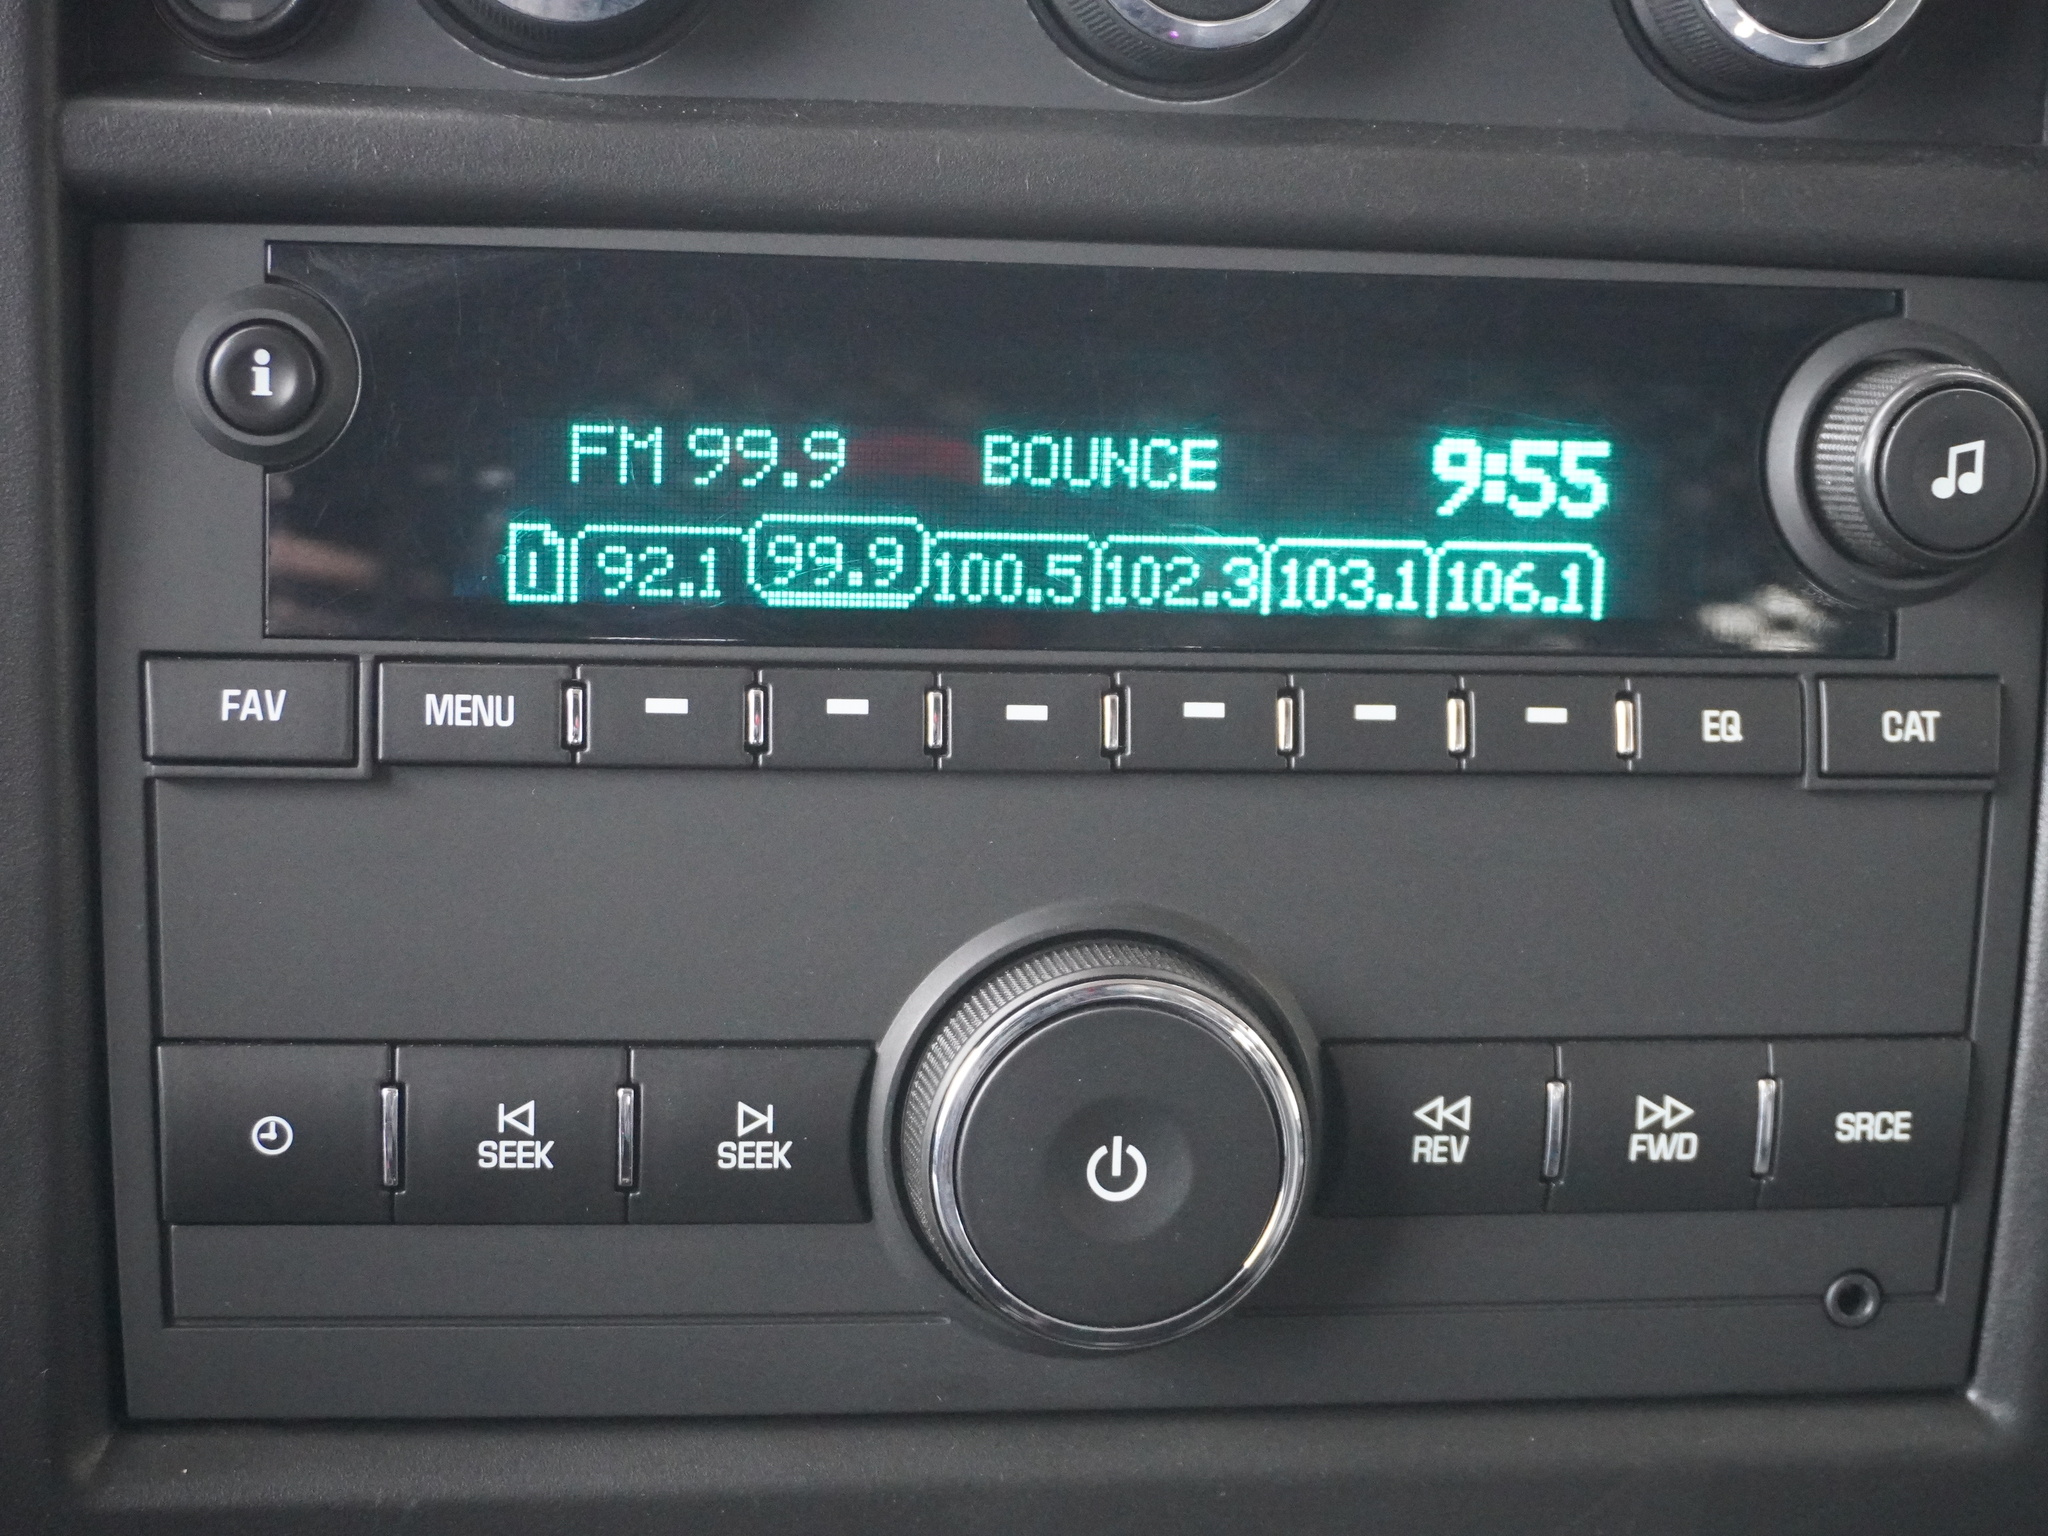 i
FM 99.9 BOUNCE 9:55
1 92.1 99.9 100.5 102.3 103.1 106.1
FAV MENU EQ CAT
SEEK SEEK REV FWD SRCE